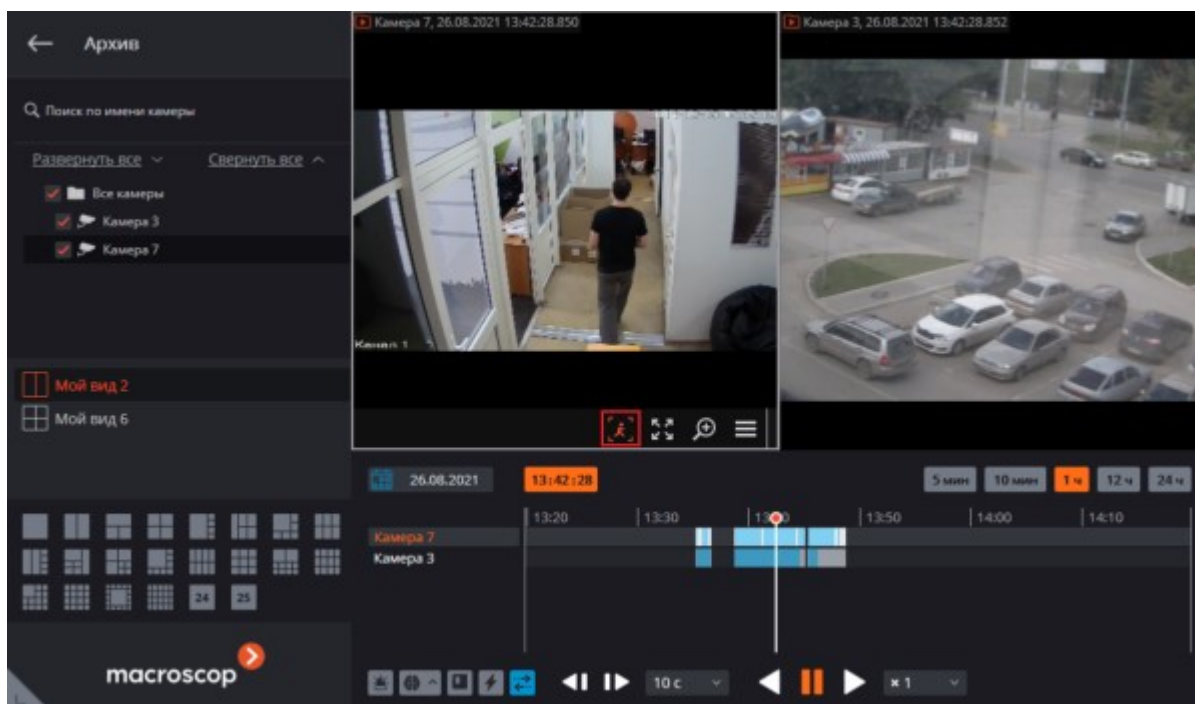 Архив
Поиск по имени камеры
Развернуть все
Свернуть все
Все камеры
Камера 3
Камера 7
Мой вид 2
Мой вид 6
24
25
macroscop
Камера 7, 26.08.2021 13:42:28.850
Канал 1
Камера 3, 26.08.2021 13:42:28.852
26.08.2021
13:42:28
5 мин
10 мин
1 ч
12 ч
24 ч
13:20
13:30
13:50
14:00
14:10
Камера 7
Камера 3
10 с
× 1